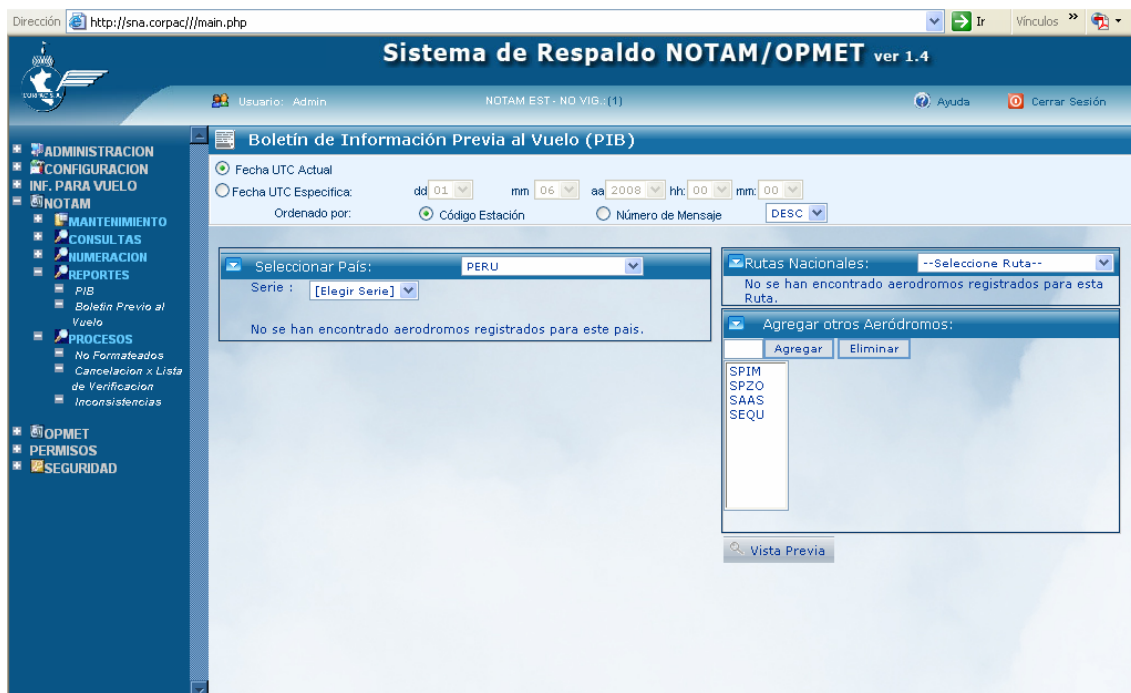 Dirección http://sna.corpac///main.php Ir Vínculos »
Sistema de Respaldo NOTAM/OPMET ver 1.4
Usuario: Admin NOTAM EST - NO VIG.:(1) Ayuda Cerrar Sesión
ADMINISTRACION
CONFIGURACION
INF. PARA VUELO
NOTAM
MANTENIMIENTO
CONSULTAS
NUMERACION
REPORTES
PIB
Boletin Previo al
Vuelo
PROCESOS
No Formateados
Cancelacion x Lista
de Verificacion
Inconsistencias
OPMET
PERMISOS
SEGURIDAD
Boletín de Información Previa al Vuelo (PIB)
Fecha UTC Actual
Fecha UTC Especifica: dd 01 mm 06 aa 2008 hh: 00 mm: 00
Ordenado por: Código Estación Número de Mensaje DESC
Seleccionar País: PERU
Serie : [Elegir Serie]
No se han encontrado aerodromos registrados para este pais.
Rutas Nacionales: --Seleccione Ruta--
No se han encontrado aerodromos registrados para esta
Ruta.
Agregar otros Aeródromos:
Agregar Eliminar
SPIM
SPZO
SAAS
SEQU
Vista Previa